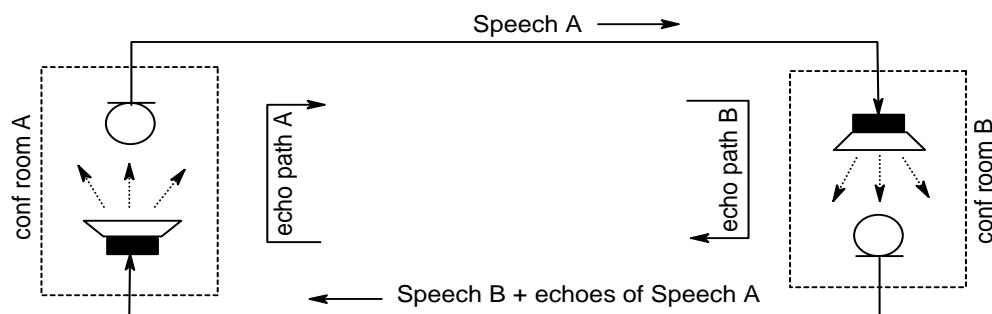 Speech A
conf room A
echo path A
echo path B
conf room B
Speech B + echoes of Speech A